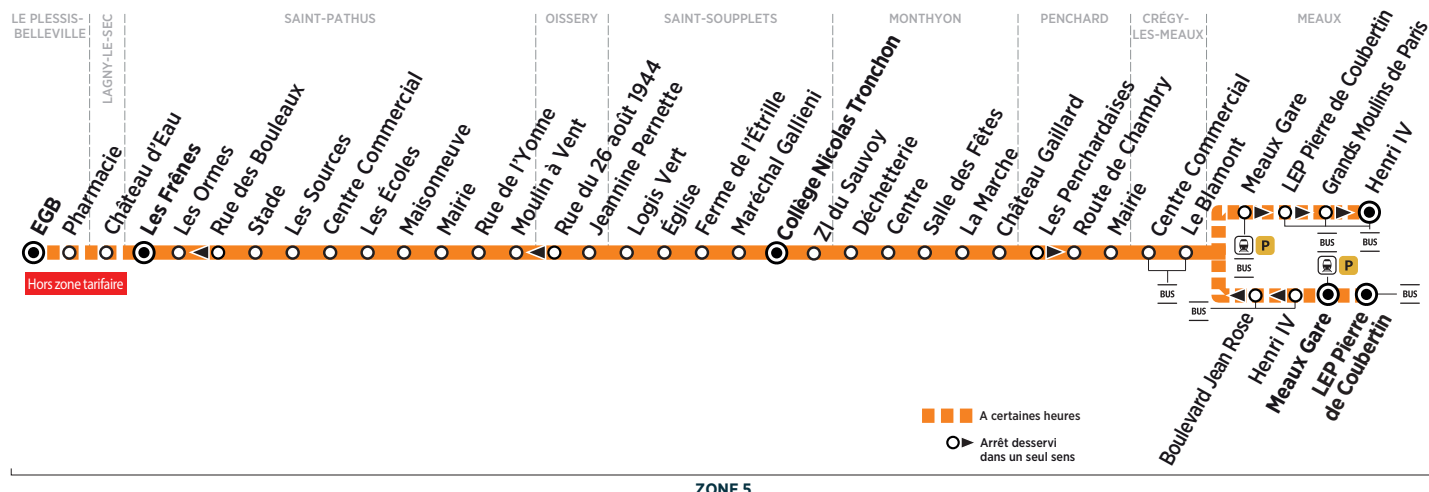 LE PLESSIS-
BELLEVILLE
LAGNY-LE-SEC
SAINT-PATHUS
OISSERY
SAINT-SOUPPLETS
MONTHYON
PENCHARD
CRÉGY-
LES-MEAUX
MEAUX
EGB
Pharmacie
Château d'Eau
Les Frênes
Les Ormes
Rue des Bouleaux
Stade
Les Sources
Centre Commercial
Les Écoles
Maisonneuve
Mairie
Rue de l'Yonne
Moulin à Vent
Rue du 26 août 1944
Jeannine Pernette
Logis Vert
Église
Ferme de l'Étrille
Maréchal Gallieni
Collège Nicolas Tronchon
ZI du Sauvoy
Déchetterie
Centre
Salle des Fêtes
La Marche
Château Gaillard
Les Penchardaises
Route de Chambry
Mairie
Centre Commercial
Le Blamont
Meaux Gare
LEP Pierre de Coubertin
Grands Moulins de Paris
Henri IV
Hors zone tarifaire
P
BUS
BUS
BUS
P
BUS
BUS
BUS
Boulevard Jean Rose
Henri IV
Meaux Gare
LEP Pierre
de Coubertin
A certaines heures
Arrêt desservi
dans un seul sens
ZONE 5